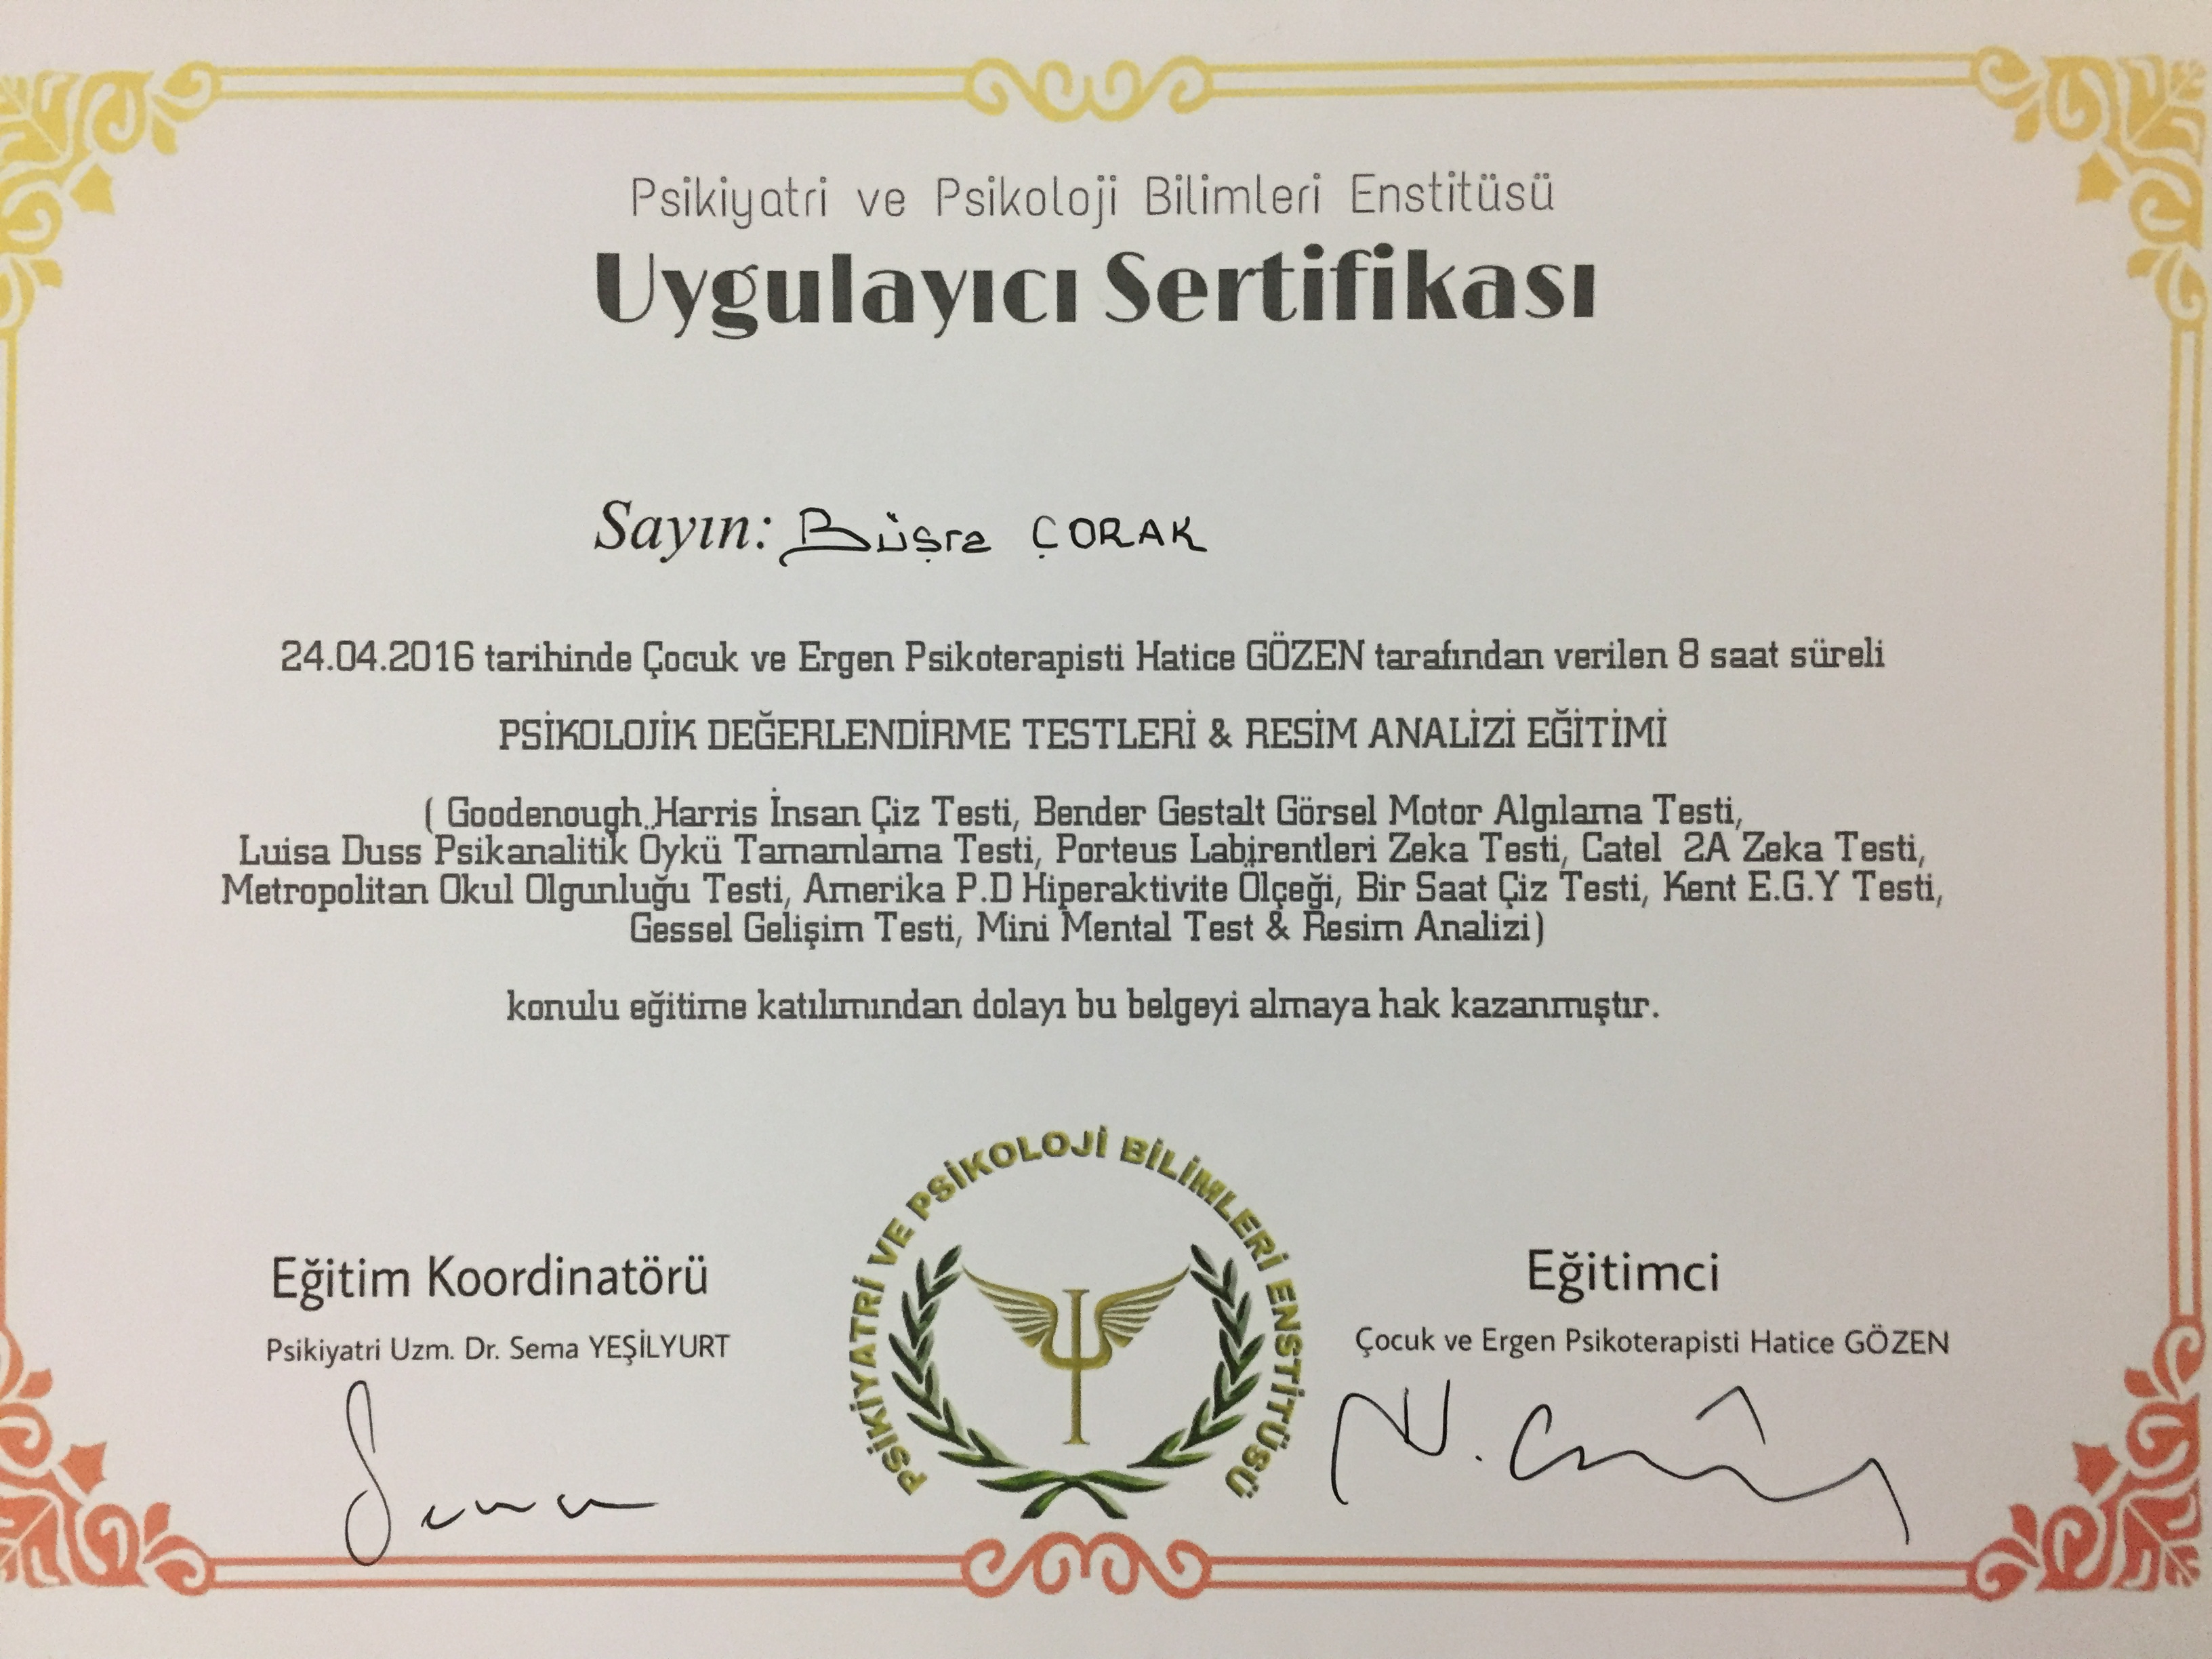 Psikiyatri ve Psikoloji Bilimleri Enstitüsü
Uygulayıcı Sertifikası
Sayın: Büşra ÇORAK
24.04.2016 tarihinde Çocuk ve Ergen Psikoterapisti Hatice GÖZEN tarafından verilen 8 saat süreli
PSİKOLOJİK DEĞERLENDİRME TESTLERİ & RESİM ANALİZİ EĞİTİMİ
( Goodenough Harris İnsan Çiz Testi, Bender Gestalt Görsel Motor Algılama Testi,
Luisa Duss Psikanalitik Öykü Tamamlama Testi, Porteus Labirentleri Zeka Testi, Catel 2A Zeka Testi,
Metropolitan Okul Olgunluğu Testi, Amerika P.D Hiperaktivite Ölçeği, Bir Saat Çiz Testi, Kent E.G.Y Testi,
Gessel Gelişim Testi, Mini Mental Test & Resim Analizi)
konulu eğitime katılımından dolayı bu belgeyi almaya hak kazanmıştır.
PSİKİYATRİ VE PSİKOLOJİ BİLİMLERİ ENSTİTÜSÜ
Eğitim Koordinatörü
Psikiyatri Uzm. Dr. Sema YEŞİLYURT
Sema
Eğitimci
Çocuk ve Ergen Psikoterapisti Hatice GÖZEN